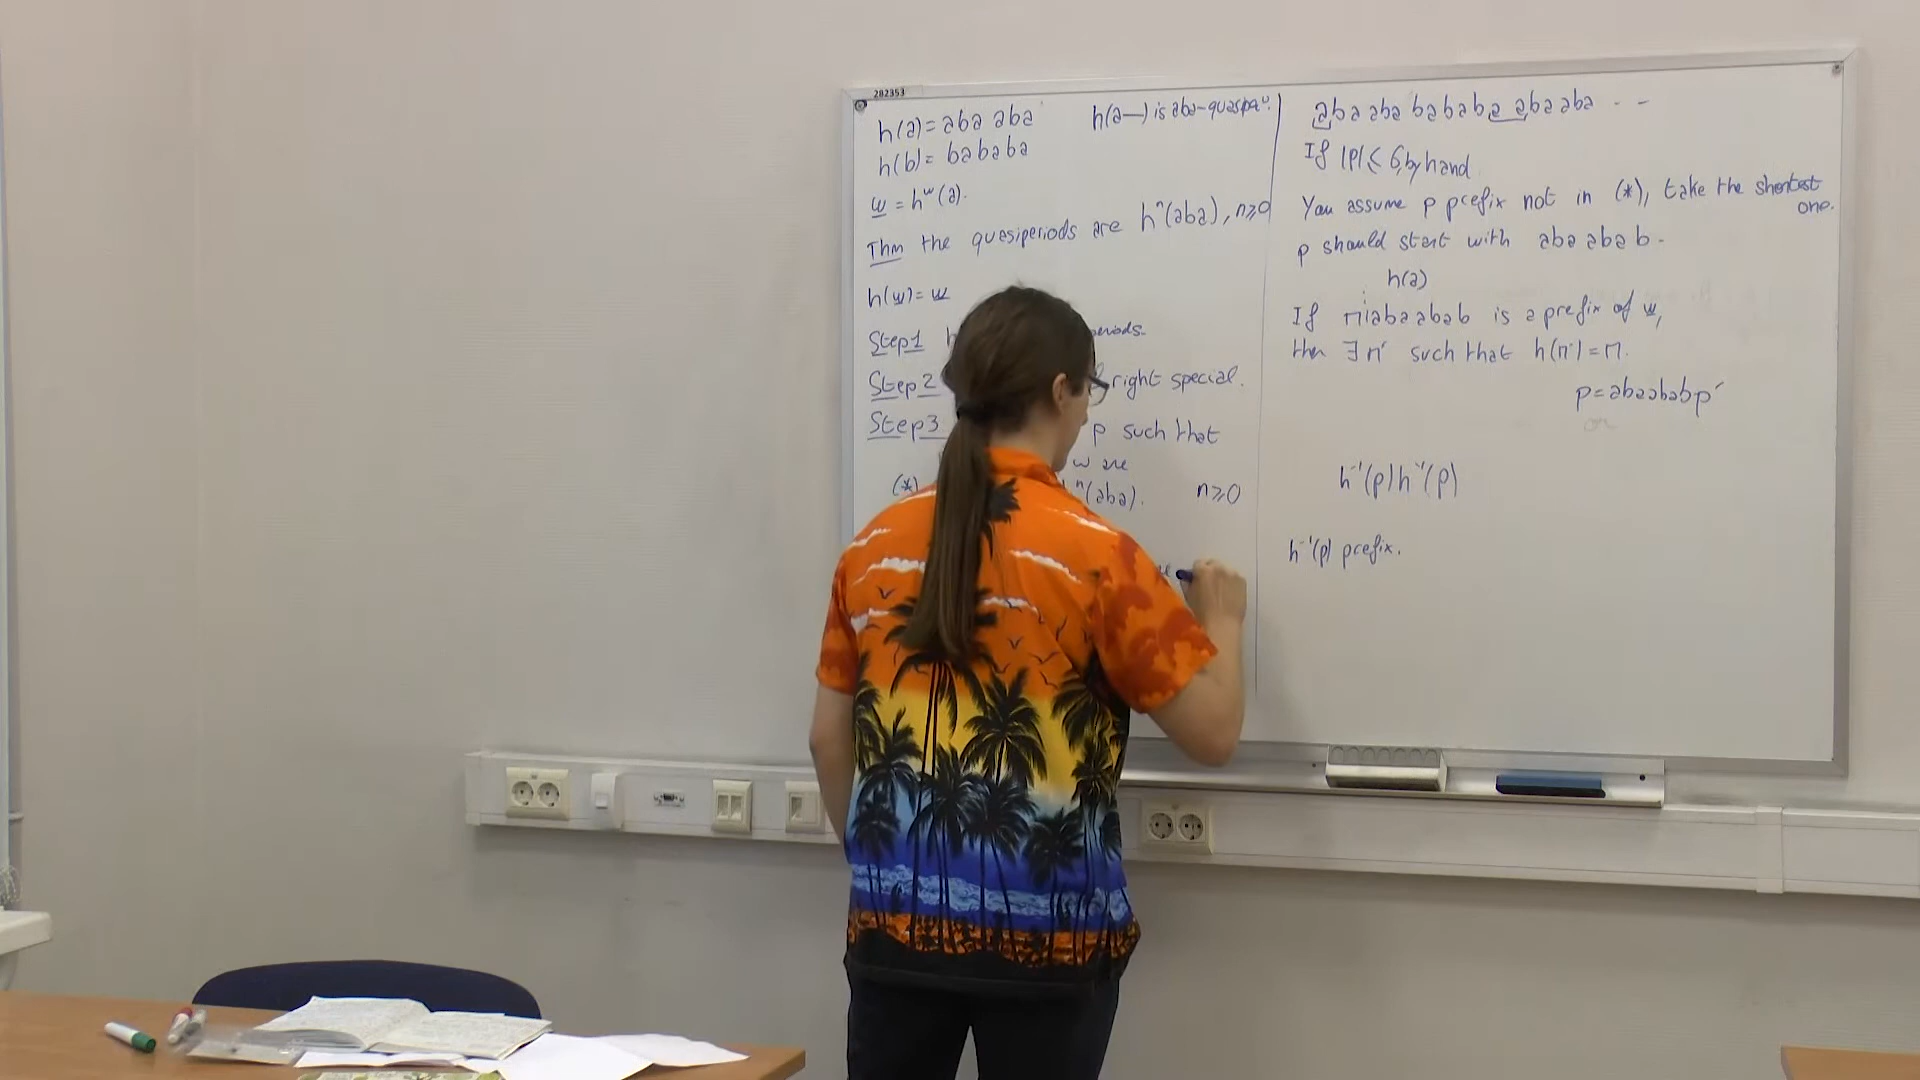 282353
h(a) = aba aba
h(a—) is aba-quasip
h(b) = bababa
w = h^ω(a).
Thm the quasiperiods are h^n(aba), n≥0
h(w) = w
Step1
Step2 right special.
Step3 p such that
w are
(*) h^n(aba). n≥0
aba aba bababa aba aba - -
If |p| ≤ 6, by hand
You assume p prefix not in (*), take the shortest one.
p should start with aba aba b.
h(a)
If π abaabab is a prefix of w,
then ∃ π' such that h(π') = π.
p = abaababp'
h⁻¹(p) h⁻¹(p)
h⁻¹(p) prefix.